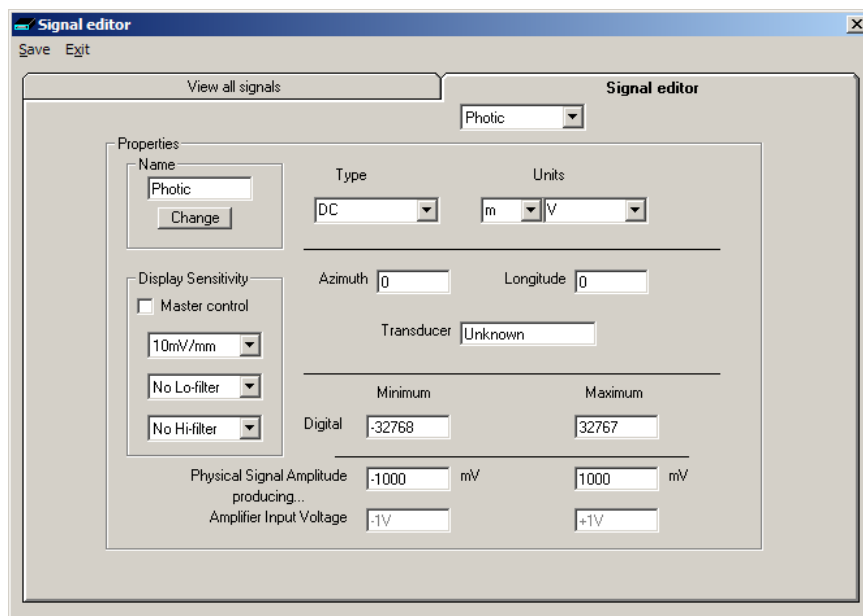 Signal editor
Save Exit
View all signals Signal editor
Photic
Properties
Name
Photic
Change
Type Units
DC m V
Display Sensitivity
Master control
10mV/mm
No Lo-filter
No Hi-filter
Azimuth 0 Longitude 0
Transducer Unknown
Minimum Maximum
Digital -32768 32767
Physical Signal Amplitude -1000 mV 1000 mV
producing...
Amplifier Input Voltage -1V +1V